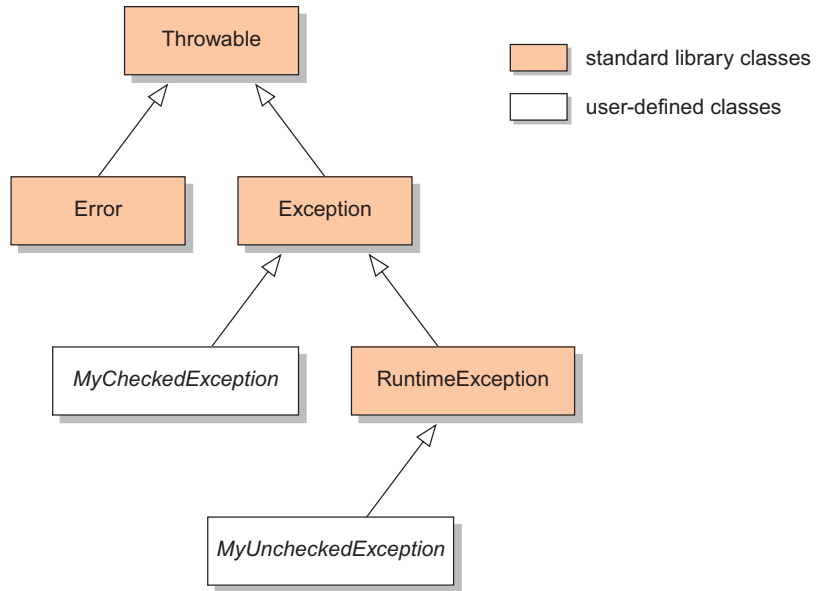 Throwable
standard library classes
user-defined classes
Error
Exception
MyCheckedException
RuntimeException
MyUncheckedException